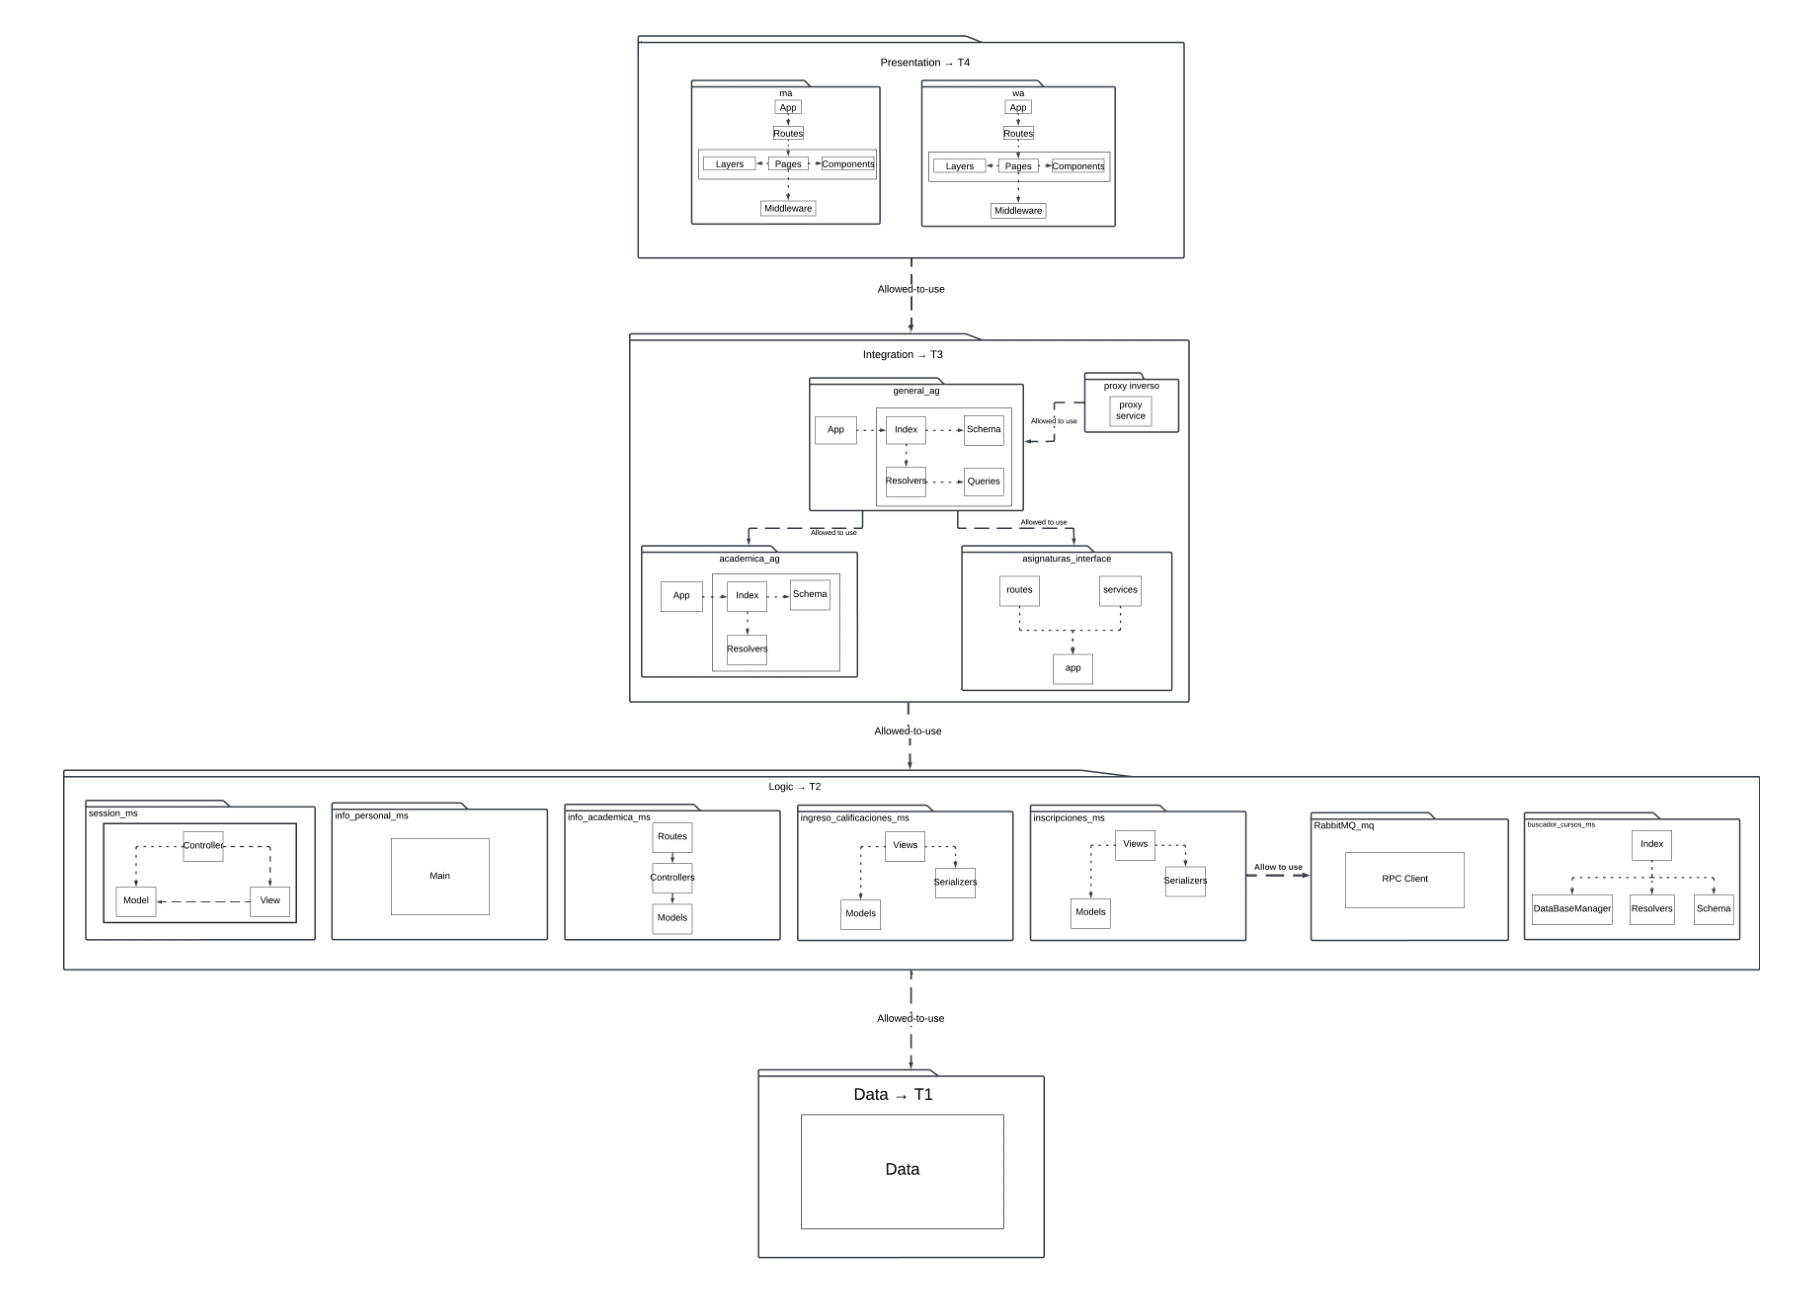 Presentation → T4
ma
App
Routes
Layers
Pages
Components
Middleware
wa
App
Routes
Layers
Pages
Components
Middleware
Allowed-to-use
Integration → T3
general_ag
App
Index
Schema
Resolvers
Queries
proxy inverso
proxy
service
Allowed to use
Allowed to use
Allowed to use
academica_ag
App
Index
Schema
Resolvers
asignaturas_interface
routes
services
app
Allowed-to-use
Logic → T2
session_ms
Controller
Model
View
info_personal_ms
Main
info_academica_ms
Routes
Controllers
Models
ingreso_calificaciones_ms
Views
Serializers
Models
inscripciones_ms
Views
Serializers
Models
Allow to use
RabbitMQ_mq
RPC Client
buscador_cursos_ms
Index
DataBaseManager
Resolvers
Schema
Allowed-to-use
Data → T1
Data